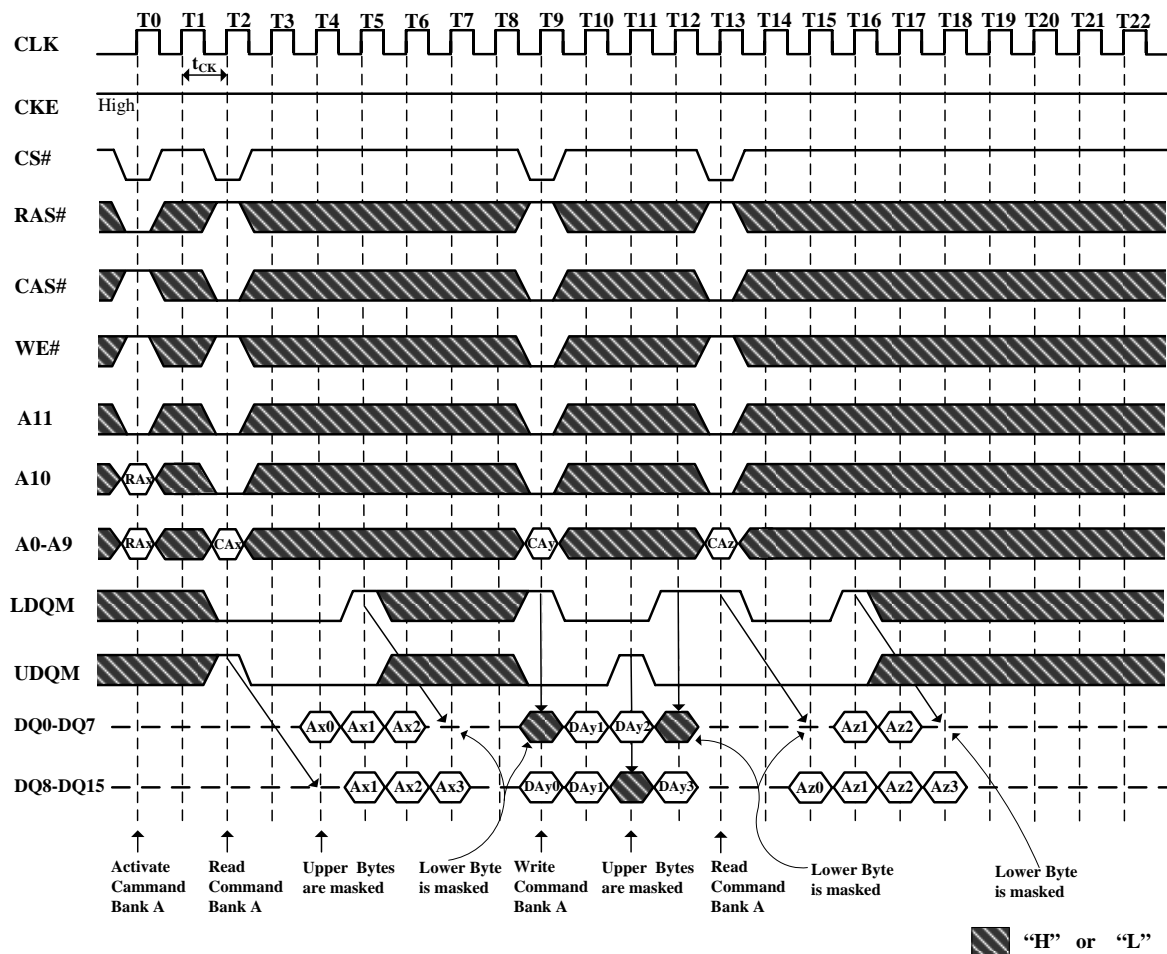 T0 T1 T2 T3 T4 T5 T6 T7 T8 T9 T10 T11 T12 T13 T14 T15 T16 T17 T18 T19 T20 T21 T22
CLK
tCK
CKE
High
CS#
RAS#
CAS#
WE#
A11
A10
RAx
A0-A9
RAx CAx CAy CAz
LDQM
UDQM
DQ0-DQ7
Ax0 Ax1 Ax2 DAy1 DAy2 Az1 Az2
DQ8-DQ15
Ax1 Ax2 Ax3 DAy0 DAy1 DAy3 Az0 Az1 Az2 Az3
Activate
Cammand
Bank A
Read
Command
Bank A
Upper Bytes
are masked
Lower Byte
is masked
Write
Command
Bank A
Upper Bytes
are masked
Read
Command
Bank A
Lower Byte
is masked
Lower Byte
is masked
“H” or “L”